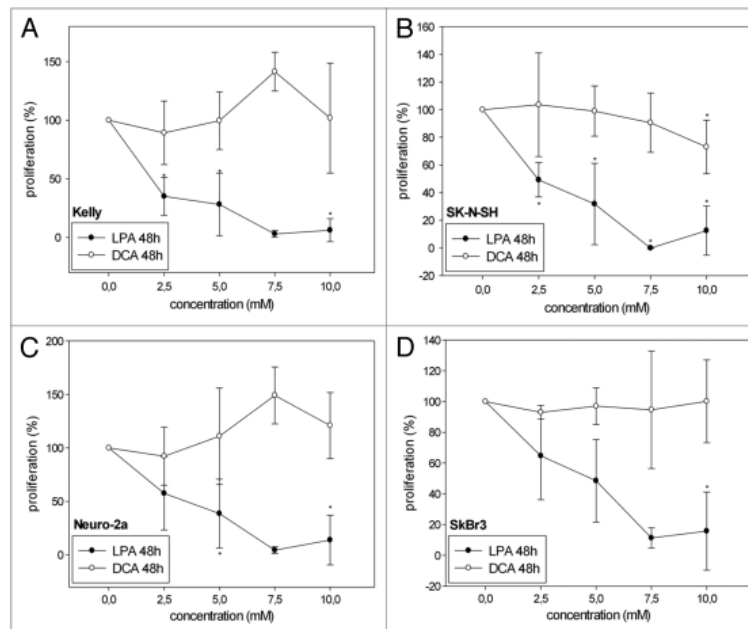 A
150
100
50
0
proliferation (%)
Kelly
LPA 48h
DCA 48h
0,0 2,5 5,0 7,5 10,0
concentration (mM)
*
*
*
B
160
140
120
100
80
60
40
20
0
-20
proliferation (%)
SK-N-SH
LPA 48h
DCA 48h
0,0 2,5 5,0 7,5 10,0
concentration (mM)
*
*
*
*
*
C
200
150
100
50
0
proliferation (%)
Neuro-2a
LPA 48h
DCA 48h
0,0 2,5 5,0 7,5 10,0
concentration (mM)
*
*
D
140
120
100
80
60
40
20
0
-20
proliferation (%)
SkBr3
LPA 48h
DCA 48h
0,0 2,5 5,0 7,5 10,0
concentration (mM)
*